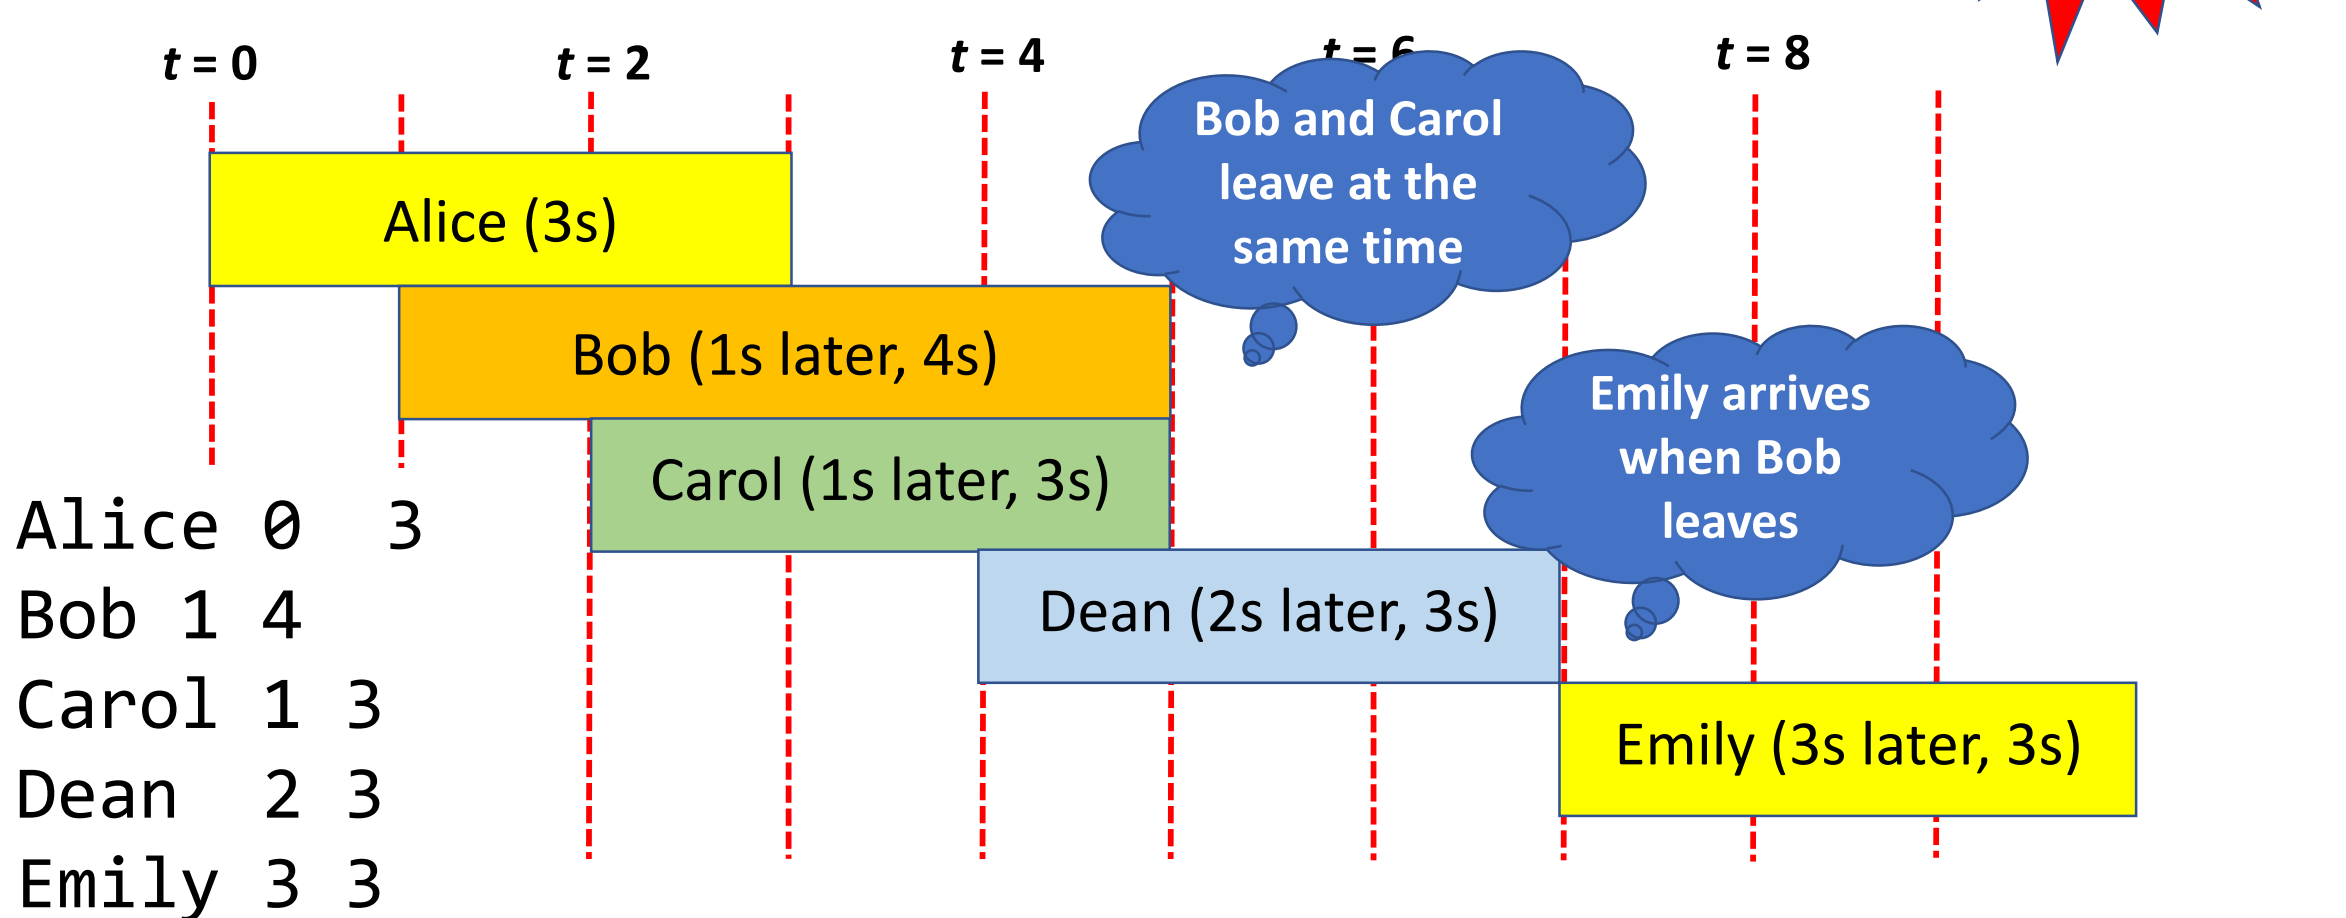 t = 0
t = 2
t = 4
t = 6
t = 8
Bob and Carol
leave at the
same time
Alice (3s)
Bob (1s later, 4s)
Emily arrives
when Bob
leaves
Carol (1s later, 3s)
Dean (2s later, 3s)
Emily (3s later, 3s)
Alice 0 3
Bob 1 4
Carol 1 3
Dean 2 3
Emily 3 3